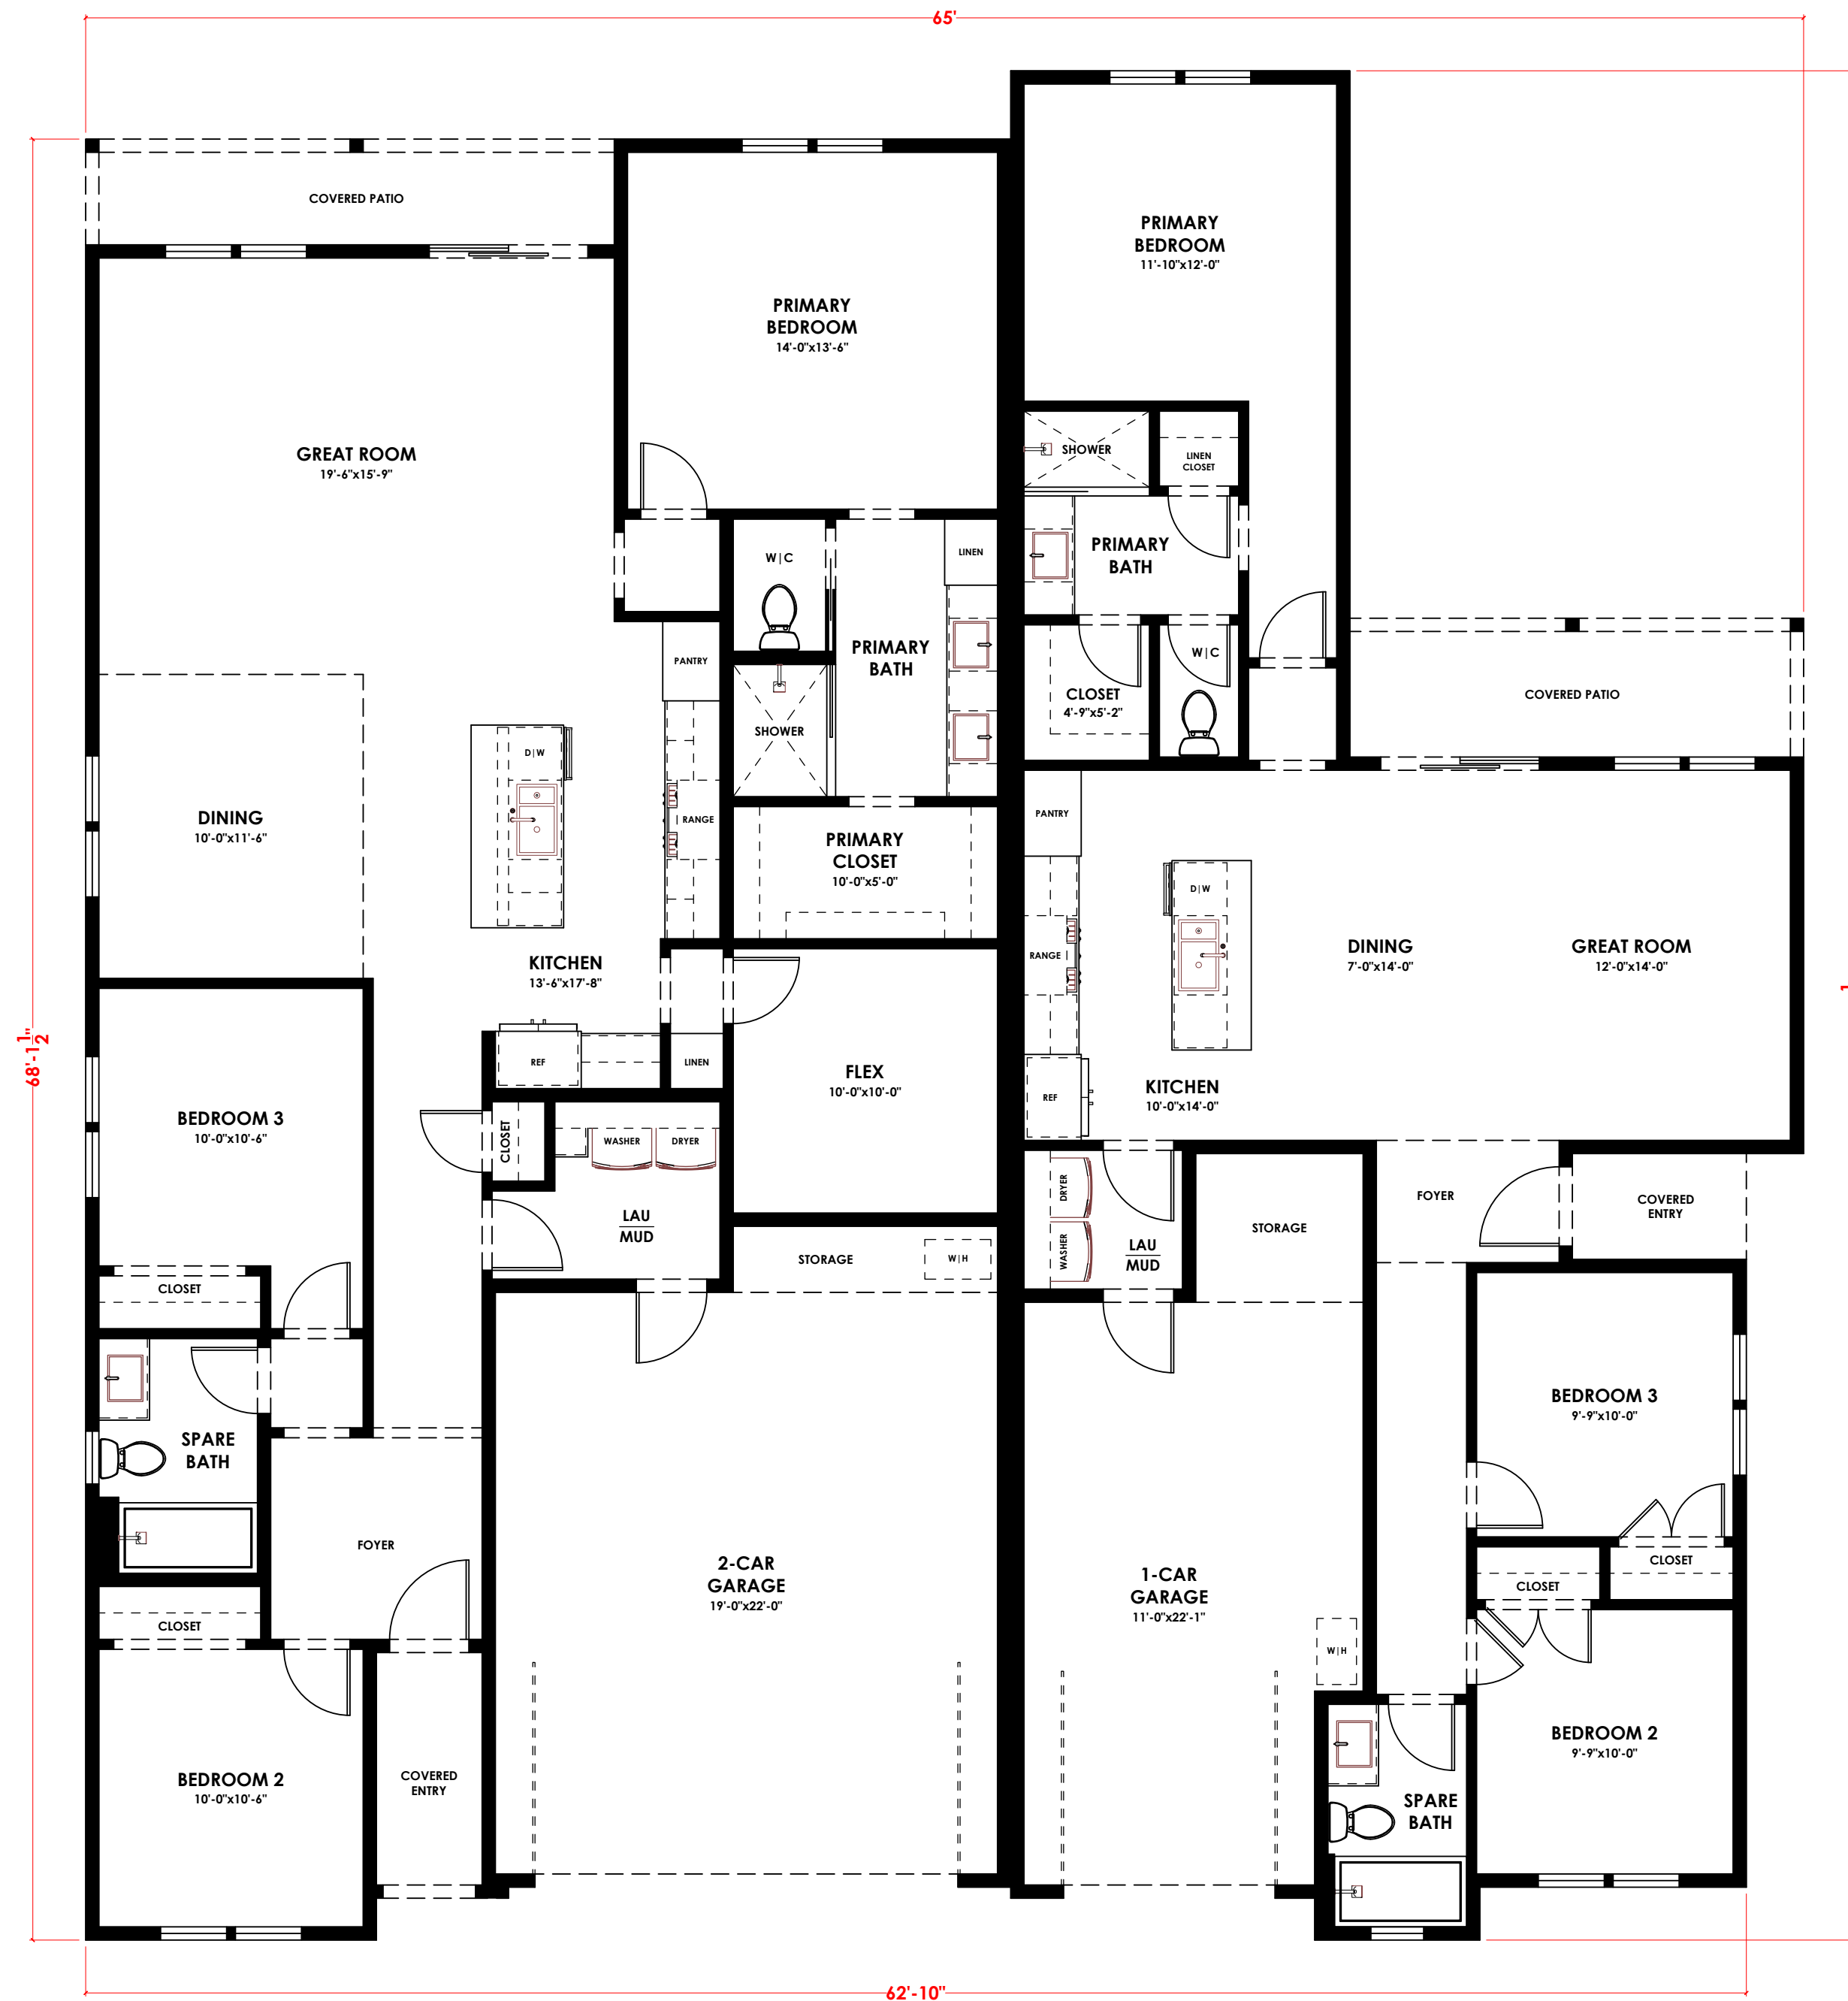 65'
COVERED PATIO
PRIMARY
BEDROOM
14'-0"x13'-6"
GREAT ROOM
19'-6"x15'-9"
W|C
LINEN
PRIMARY
BATH
PANTRY
SHOWER
D|W
RANGE
DINING
10'-0"x11'-6"
PRIMARY
CLOSET
10'-0"x5'-0"
KITCHEN
13'-6"x17'-8"
REF
LINEN
FLEX
10'-0"x10'-0"
68'-1 1/2"
BEDROOM 3
10'-0"x10'-6"
CLOSET
WASHER
DRYER
LAU
MUD
STORAGE
W|H
CLOSET
SPARE
BATH
FOYER
2-CAR
GARAGE
19'-0"x22'-0"
CLOSET
BEDROOM 2
10'-0"x10'-6"
COVERED
ENTRY
PRIMARY
BEDROOM
11'-10"x12'-0"
SHOWER
LINEN
CLOSET
PRIMARY
BATH
W|C
CLOSET
4'-9"x5'-2"
COVERED PATIO
PANTRY
D|W
RANGE
DINING
7'-0"x14'-0"
GREAT ROOM
12'-0"x14'-0"
KITCHEN
10'-0"x14'-0"
REF
DRYER
WASHER
LAU
MUD
STORAGE
FOYER
COVERED
ENTRY
BEDROOM 3
9'-9"x10'-0"
CLOSET
CLOSET
1-CAR
GARAGE
11'-0"x22'-1"
W|H
BEDROOM 2
9'-9"x10'-0"
SPARE
BATH
62'-10"